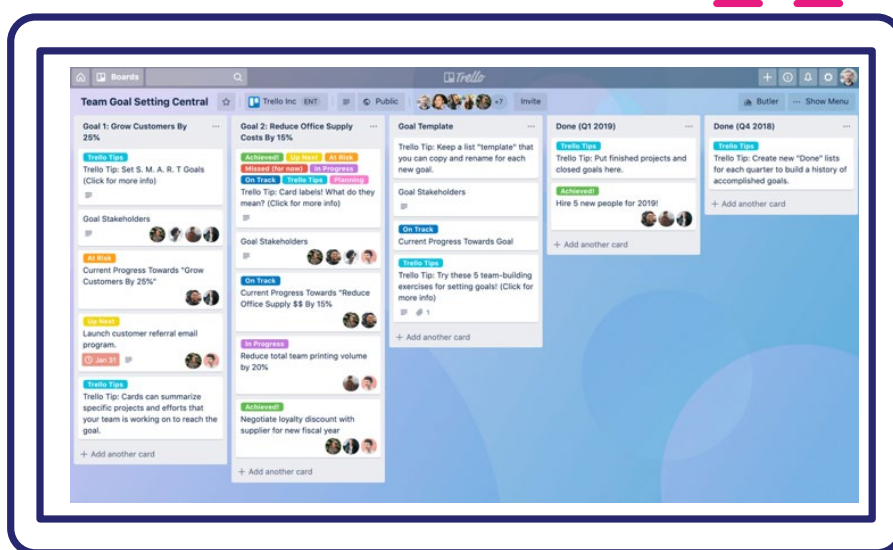 Boards
Trello
Team Goal Setting Central
Trello Inc ENT
Public
+7
Invite
Butler
... Show Menu
Goal 1: Grow Customers By
25%
Trello Tips
Trello Tip: Set S. M. A. R. T Goals
(Click for more info)
Goal Stakeholders
At Risk
Current Progress Towards "Grow
Customers By 25%"
Up Next
Launch customer referral email
program.
Jan 31
Trello Tips
Trello Tip: Cards can summarize
specific projects and efforts that
your team is working on to reach the
goal.
+ Add another card
Goal 2: Reduce Office Supply
Costs By 15%
Achieved! Up Next At Risk
Missed (for now) In Progress
On Track Trello Tips Planning
Trello Tip: Card labels! What do they
mean? (Click for more info)
Goal Stakeholders
On Track
Current Progress Towards "Reduce
Office Supply $$ By 15%
In Progress
Reduce total team printing volume
by 20%
Achieved!
Negotiate loyalty discount with
supplier for new fiscal year
+ Add another card
Goal Template
Trello Tip: Keep a list "template" that
you can copy and rename for each
new goal.
Goal Stakeholders
On Track
Current Progress Towards Goal
Trello Tips
Trello Tip: Try these 5 team-building
exercises for setting goals! (Click for
more info)
1
+ Add another card
Done (Q1 2019)
Trello Tips
Trello Tip: Put finished projects and
closed goals here.
Achieved!
Hire 5 new people for 2019!
+ Add another card
Done (Q4 2018)
Trello Tips
Trello Tip: Create new "Done" lists
for each quarter to build a history of
accomplished goals.
+ Add another card